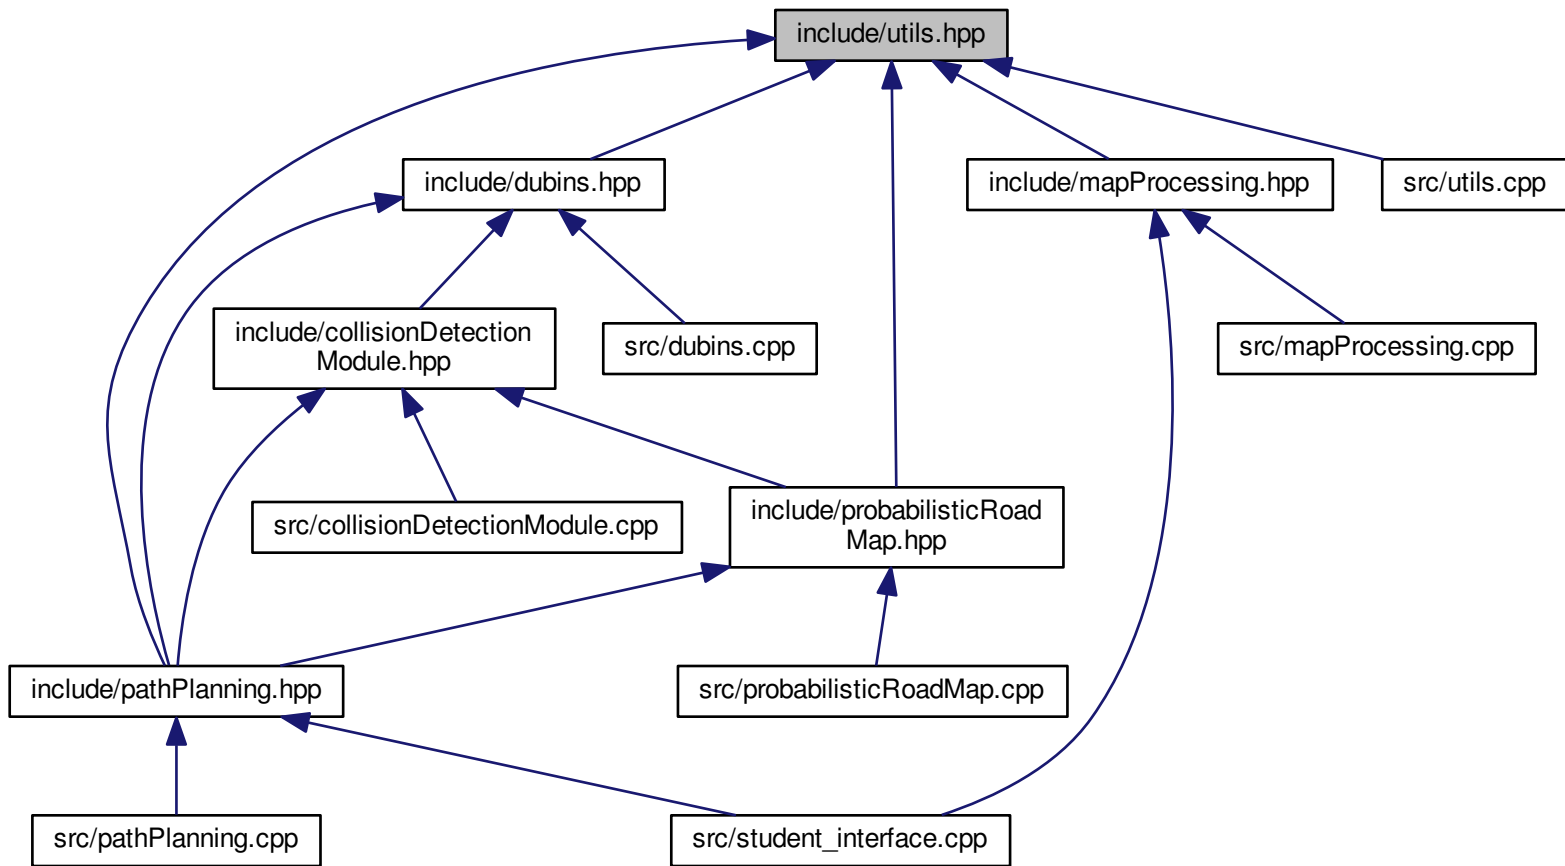 include/utils.hpp
include/dubins.hpp
include/mapProcessing.hpp
src/utils.cpp
include/collisionDetection
Module.hpp
src/dubins.cpp
src/mapProcessing.cpp
src/collisionDetectionModule.cpp
include/probabilisticRoad
Map.hpp
include/pathPlanning.hpp
src/probabilisticRoadMap.cpp
src/pathPlanning.cpp
src/student_interface.cpp